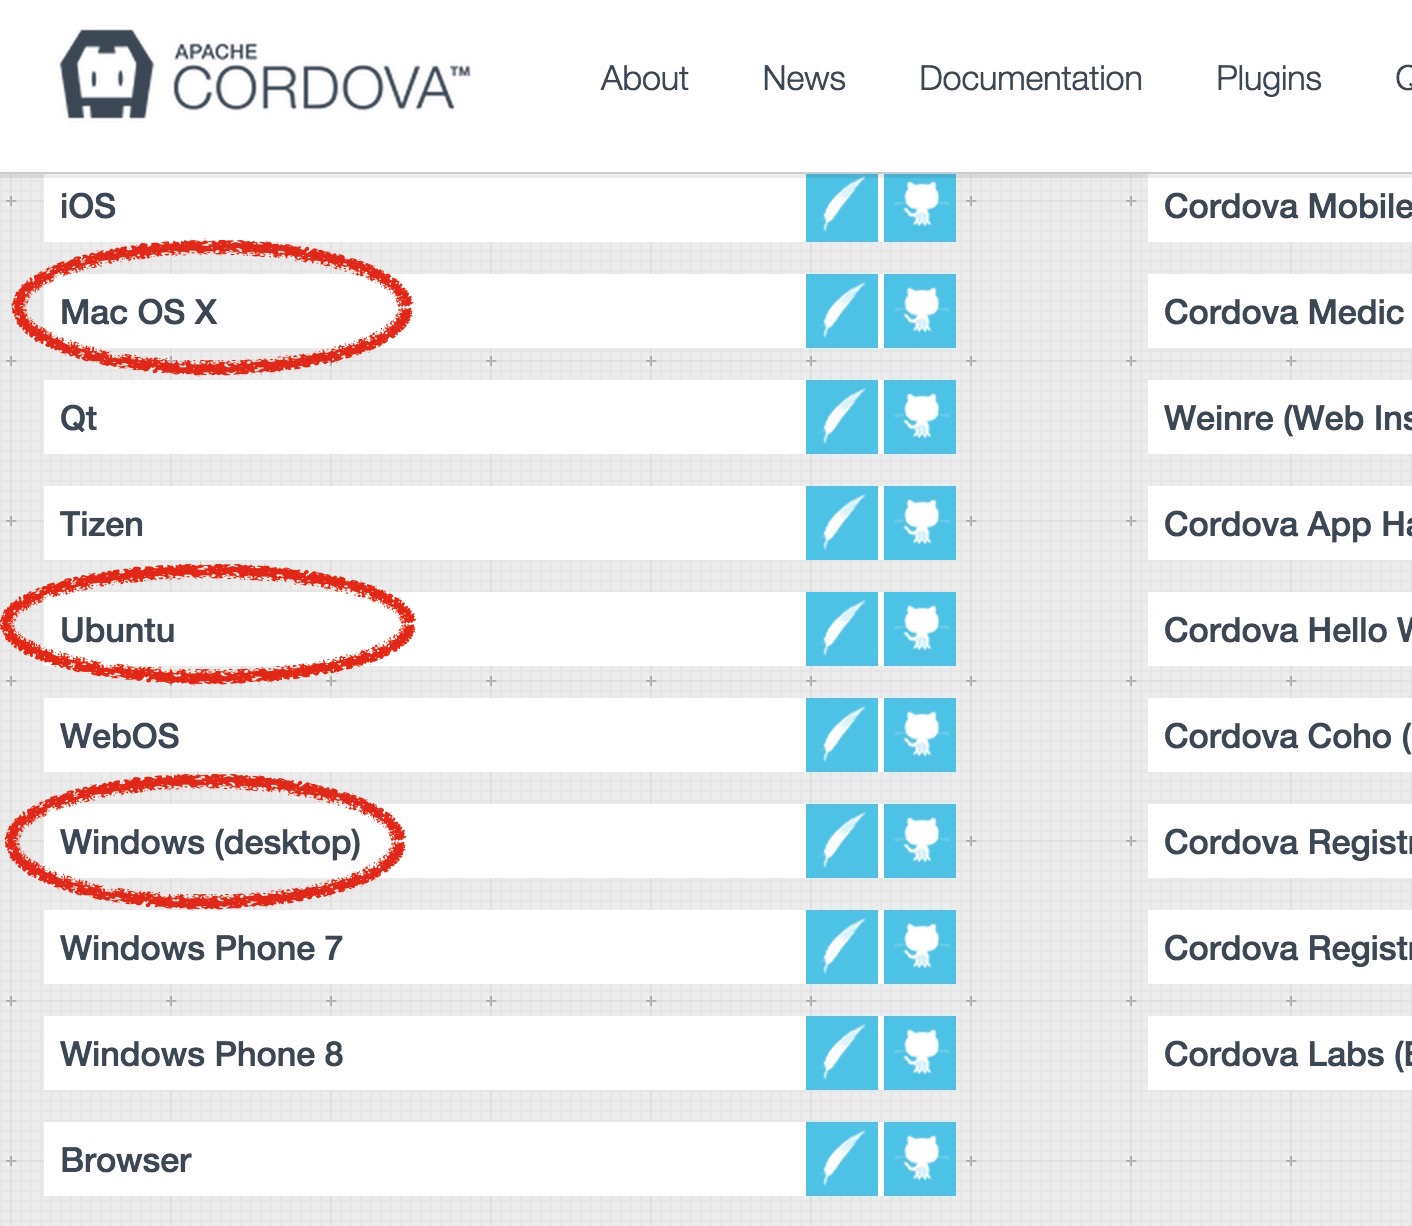 APACHE
CORDOVA™
About News Documentation Plugins
iOS
Mac OS X
Qt
Tizen
Ubuntu
WebOS
Windows (desktop)
Windows Phone 7
Windows Phone 8
Browser
Cordova Mobile
Cordova Medic
Weinre (Web Ins
Cordova App Ha
Cordova Hello W
Cordova Coho (
Cordova Registr
Cordova Registr
Cordova Labs (